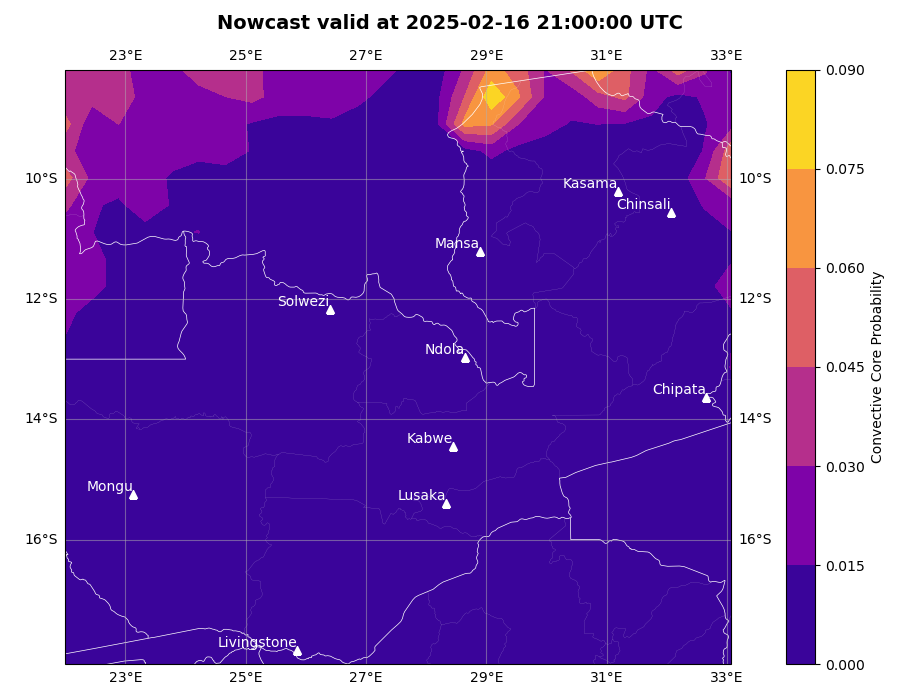 Nowcast valid at 2025-02-16 21:00:00 UTC
23°E 25°E 27°E 29°E 31°E 33°E
0.090
0.075
10°S 10°S
Kasama
Chinsali
Mansa
0.060
12°S 12°S
Solwezi
Ndola
0.045
Chipata
14°S 14°S
Kabwe
0.030
Mongu
Lusaka
16°S 16°S
0.015
Livingstone
0.000
23°E 25°E 27°E 29°E 31°E 33°E
Convective Core Probability